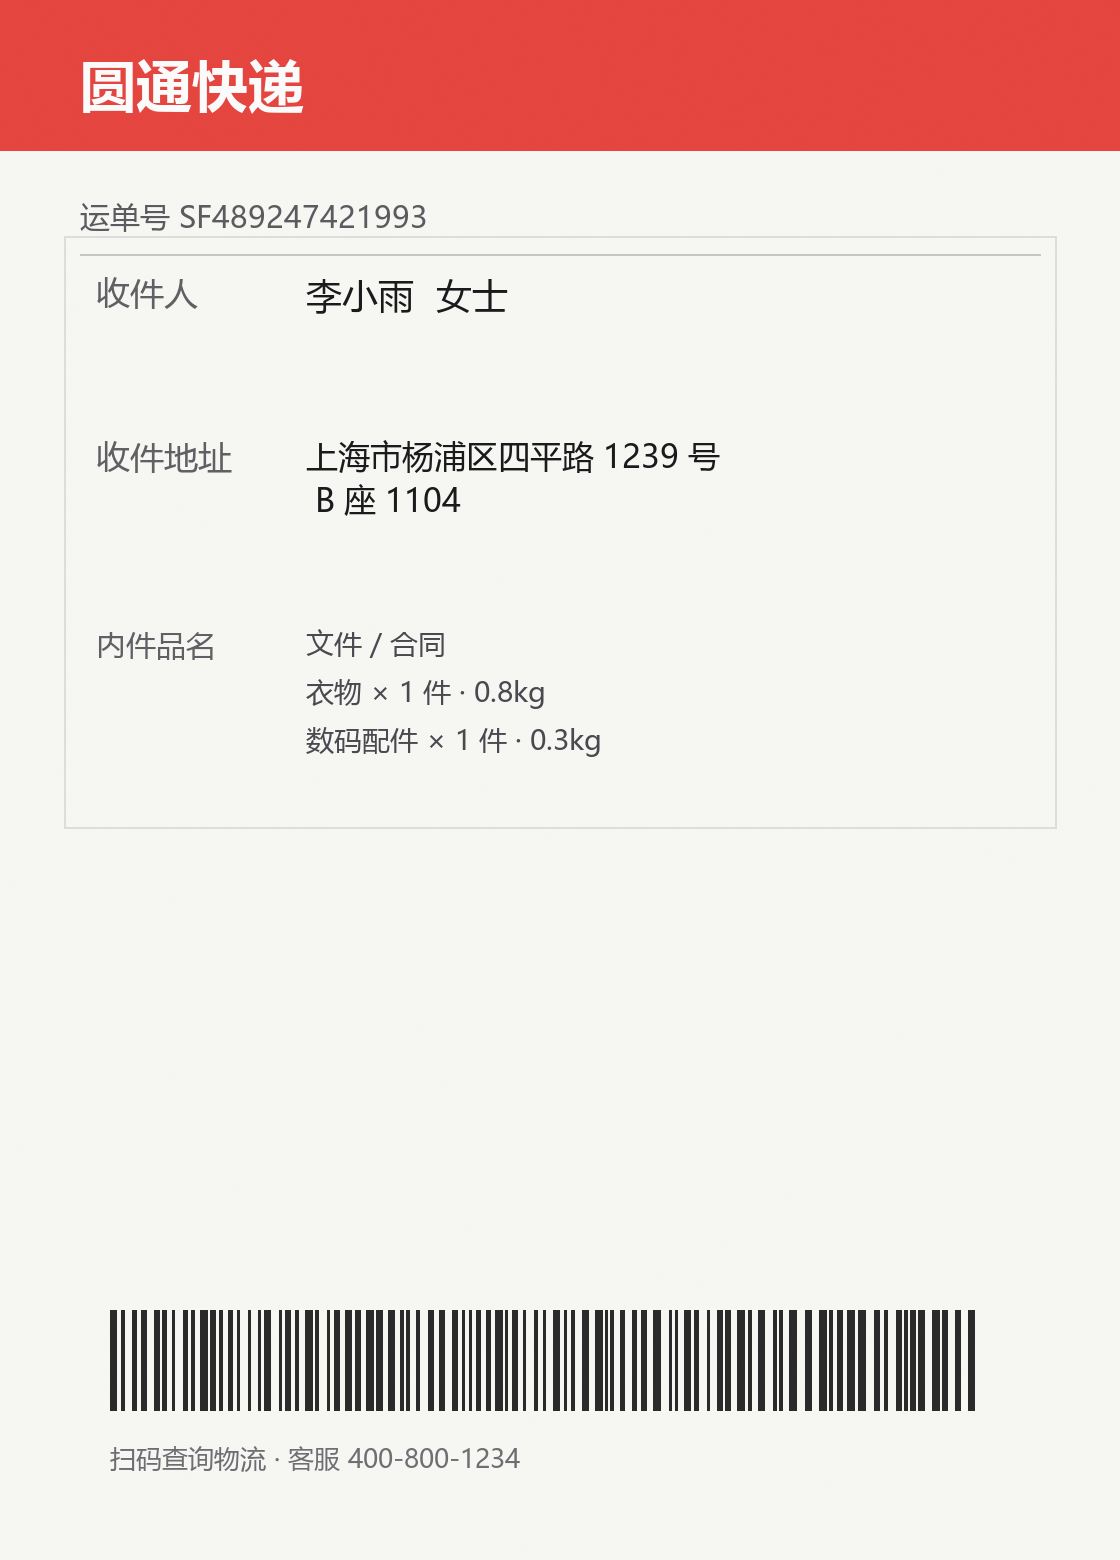 圆通快递
运单号 SF489247421993
收件人 李小雨 女士
收件地址 上海市杨浦区四平路 1239 号
B 座 1104
内件品名 文件 / 合同
衣物 × 1 件 · 0.8kg
数码配件 × 1 件 · 0.3kg
扫码查询物流 · 客服 400-800-1234